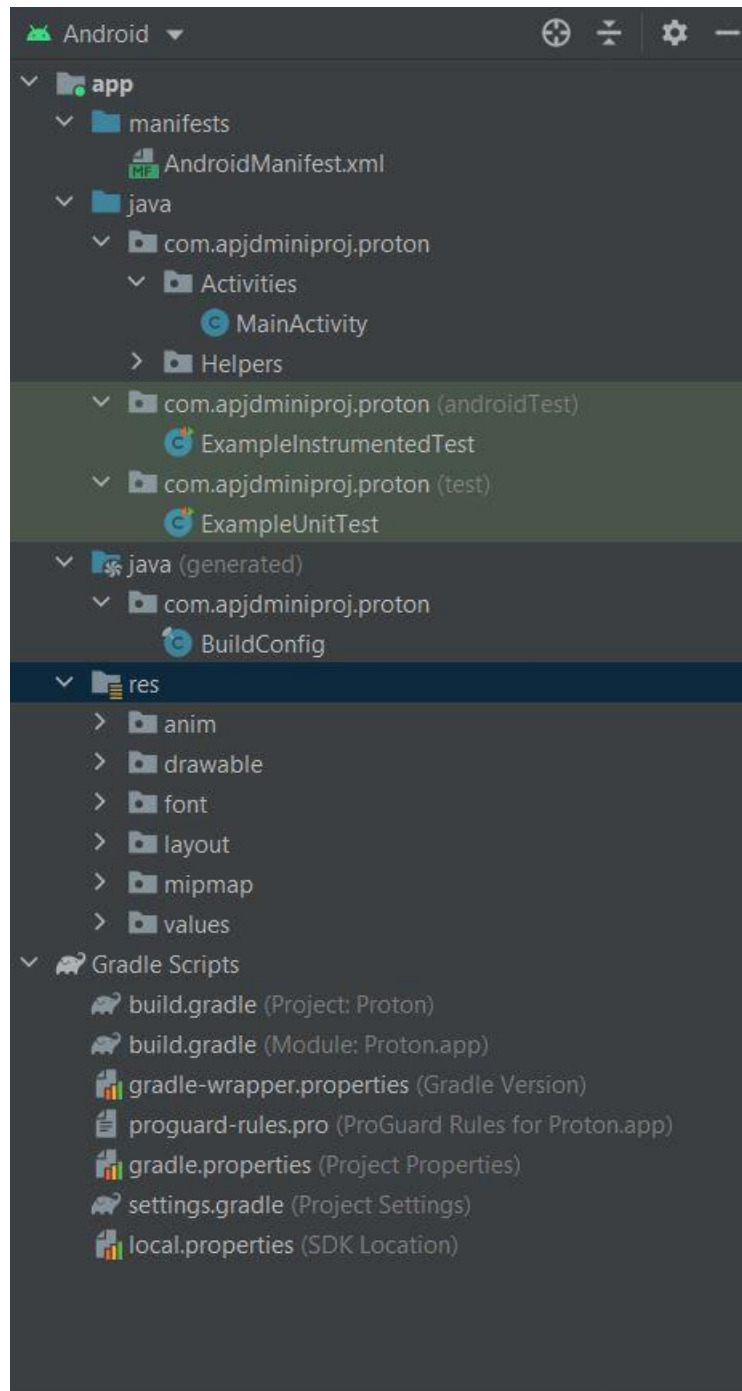 Android
app
manifests
AndroidManifest.xml
java
com.apjdminiproj.proton
Activities
MainActivity
Helpers
com.apjdminiproj.proton (androidTest)
ExampleInstrumentedTest
com.apjdminiproj.proton (test)
ExampleUnitTest
java (generated)
com.apjdminiproj.proton
BuildConfig
res
anim
drawable
font
layout
mipmap
values
Gradle Scripts
build.gradle (Project: Proton)
build.gradle (Module: Proton.app)
gradle-wrapper.properties (Gradle Version)
proguard-rules.pro (ProGuard Rules for Proton.app)
gradle.properties (Project Properties)
settings.gradle (Project Settings)
local.properties (SDK Location)